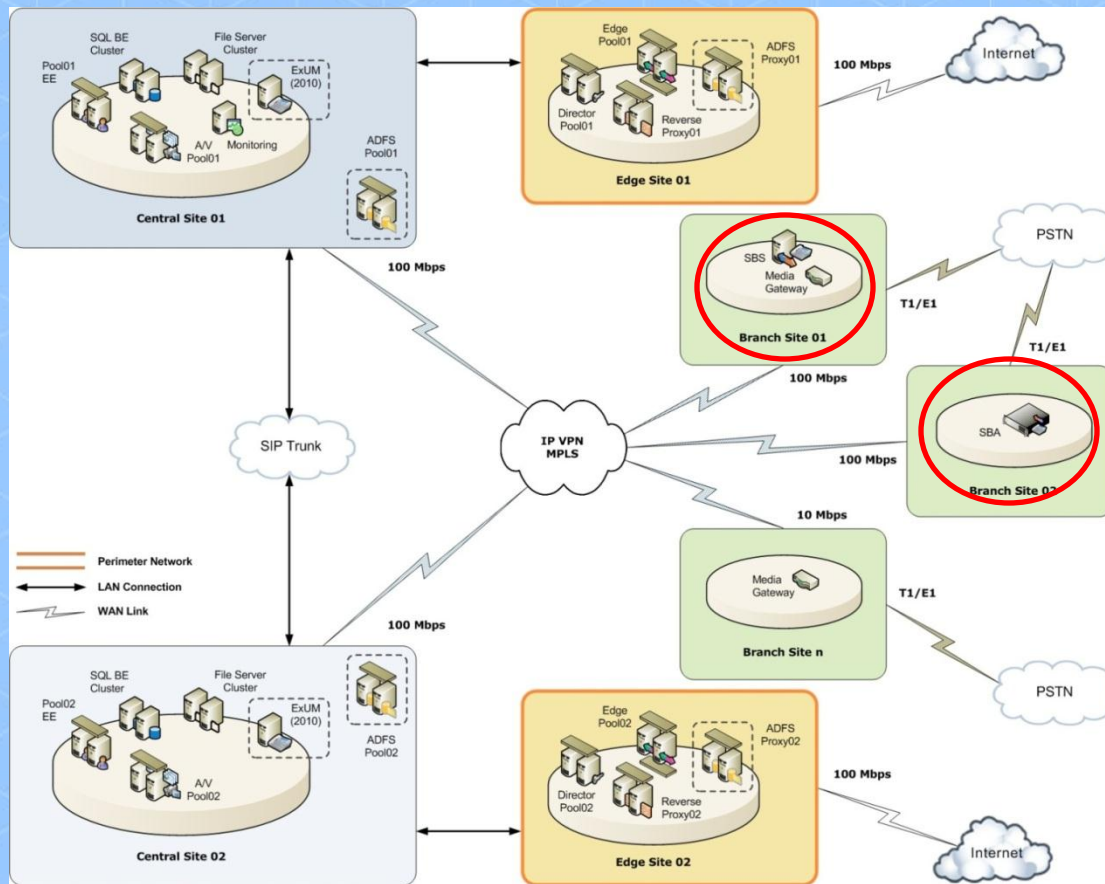 SQL BE
Cluster
File Server
Cluster
Pool01
EE
ExUM
(2010)
A/V
Pool01
Monitoring
ADFS
Pool01
Central Site 01
Edge
Pool01
ADFS
Proxy01
Director
Pool01
Reverse
Proxy01
Edge Site 01
100 Mbps
Internet
100 Mbps
SBS
Media
Gateway
Branch Site 01
T1/E1
PSTN
T1/E1
100 Mbps
SBA
Branch Site 02
100 Mbps
SIP Trunk
IP VPN
MPLS
10 Mbps
Media
Gateway
Branch Site n
T1/E1
PSTN
Perimeter Network
LAN Connection
WAN Link
100 Mbps
SQL BE
Cluster
File Server
Cluster
Pool02
EE
ExUM
(2010)
A/V
Pool02
ADFS
Pool02
Central Site 02
Edge
Pool02
ADFS
Proxy02
Director
Pool02
Reverse
Proxy02
Edge Site 02
100 Mbps
Internet